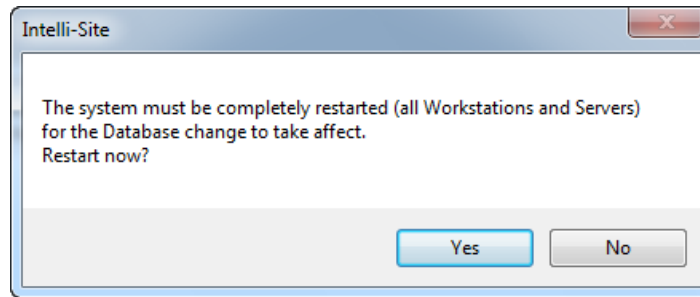 Intelli-Site
The system must be completely restarted (all Workstations and Servers)
for the Database change to take affect.
Restart now?
Yes
No